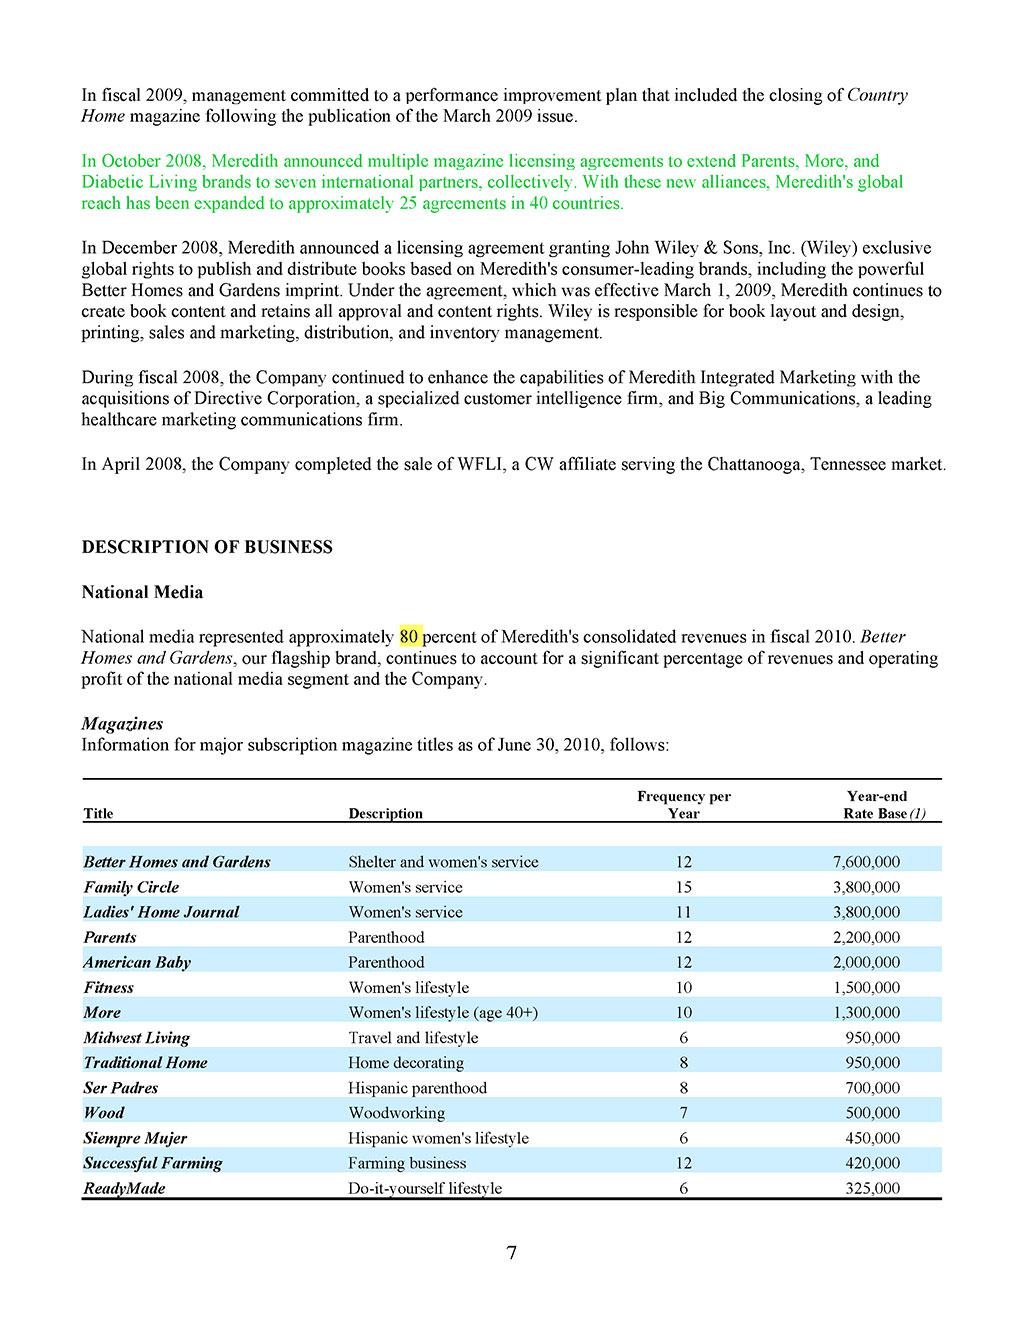 In fiscal 2009, management committed to a performance improvement plan that included the closing of Country
Home magazine following the publication of the March 2009 issue.
In October 2008, Meredith announced multiple magazine licensing agreements to extend Parents, More, and
Diabetic Living brands to seven international partners, collectively. With these new alliances, Meredith's global
reach has been expanded to approximately 25 agreements in 40 countries.
In December 2008, Meredith announced a licensing agreement granting John Wiley & Sons, Inc. (Wiley) exclusive
global rights to publish and distribute books based on Meredith's consumer-leading brands, including the powerful
Better Homes and Gardens imprint. Under the agreement, which was effective March 1, 2009, Meredith continues to
create book content and retains all approval and content rights. Wiley is responsible for book layout and design,
printing, sales and marketing, distribution, and inventory management.
During fiscal 2008, the Company continued to enhance the capabilities of Meredith Integrated Marketing with the
acquisitions of Directive Corporation, a specialized customer intelligence firm, and Big Communications, a leading
healthcare marketing communications firm.
In April 2008, the Company completed the sale of WFLI, a CW affiliate serving the Chattanooga, Tennessee market.
DESCRIPTION OF BUSINESS
National Media
National media represented approximately 80 percent of Meredith's consolidated revenues in fiscal 2010. Better
Homes and Gardens, our flagship brand, continues to account for a significant percentage of revenues and operating
profit of the national media segment and the Company.
Magazines
Information for major subscription magazine titles as of June 30, 2010, follows:
Frequency per Year-end
Title Description Year Rate Base (1)
Better Homes and Gardens Shelter and women's service 12 7,600,000
Family Circle Women's service 15 3,800,000
Ladies' Home Journal Women's service 11 3,800,000
Parents Parenthood 12 2,200,000
American Baby Parenthood 12 2,000,000
Fitness Women's lifestyle 10 1,500,000
More Women's lifestyle (age 40+) 10 1,300,000
Midwest Living Travel and lifestyle 6 950,000
Traditional Home Home decorating 8 950,000
Ser Padres Hispanic parenthood 8 700,000
Wood Woodworking 7 500,000
Siempre Mujer Hispanic women's lifestyle 6 450,000
Successful Farming Farming business 12 420,000
ReadyMade Do-it-yourself lifestyle 6 325,000
7